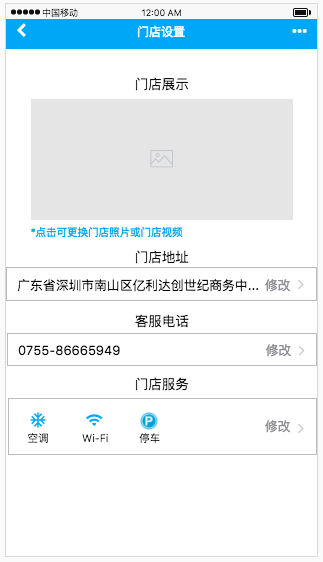 中国移动 12:00 AM
门店设置
门店展示
*点击可更换门店照片或门店视频
门店地址
广东省深圳市南山区亿利达创世纪商务中... 修改
客服电话
0755-86665949 修改
门店服务
P
修改
空调 Wi-Fi 停车